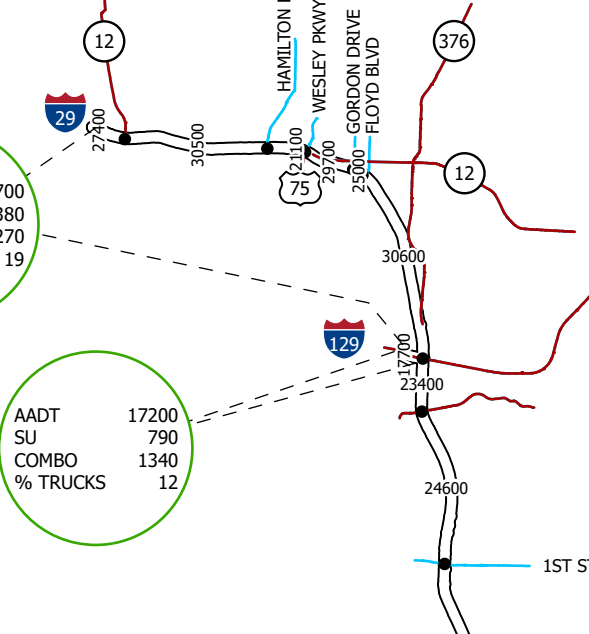 12
376
HAMILTON
WESLEY PKWY
GORDON DRIVE
FLOYD BLVD
29
27400
30500
21100
29700
25000
75
12
700
380
270
19
30600
129
17700
23400
AADT 17200
SU 790
COMBO 1340
% TRUCKS 12
24600
1ST